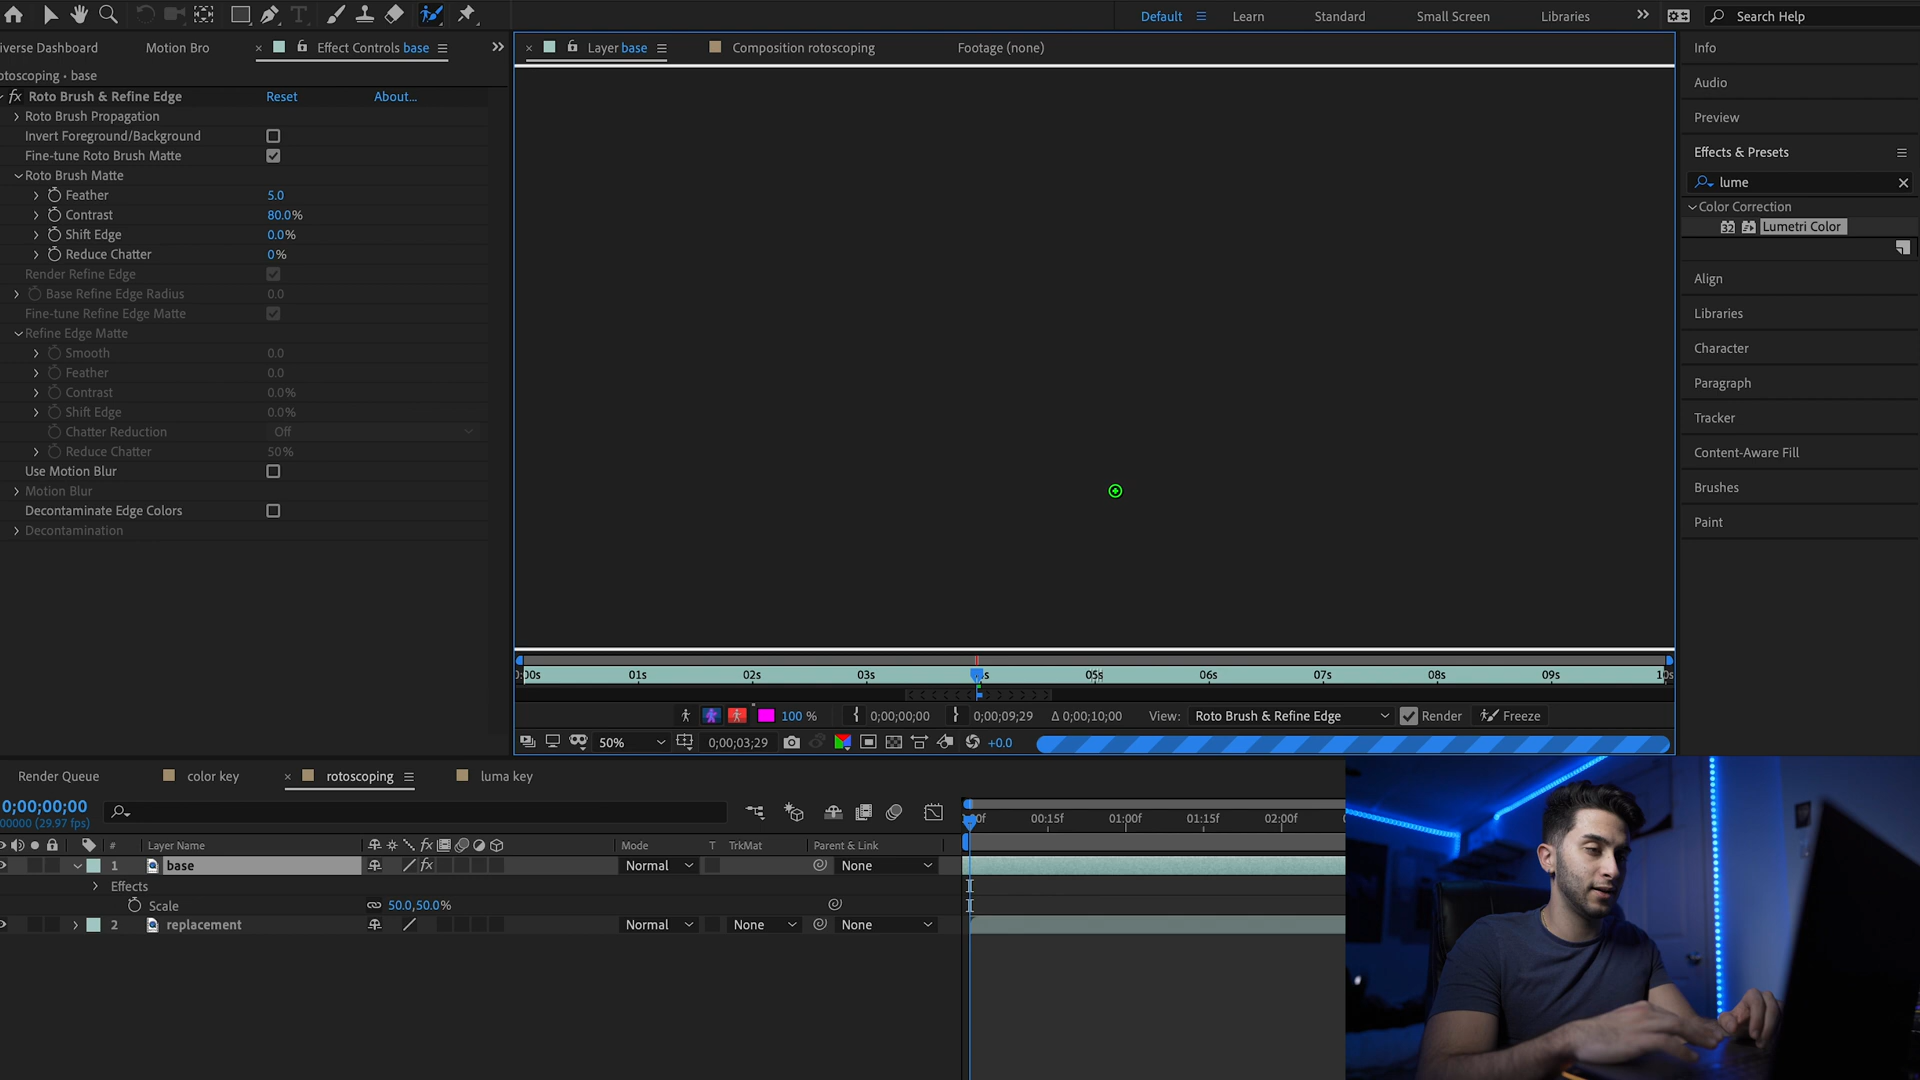 Default
Learn
Standard
Small Screen
Libraries
Search Help
iverse Dashboard
Motion Bro
Effect Controls base
Layer base
Composition rotoscoping
Footage (none)
otoscoping • base
fx Roto Brush & Refine Edge Reset About...
Roto Brush Propagation
Invert Foreground/Background
Fine-tune Roto Brush Matte
Roto Brush Matte
Feather 5.0
Contrast 80.0%
Shift Edge 0.0%
Reduce Chatter 0%
Render Refine Edge
Base Refine Edge Radius 0.0
Fine-tune Refine Edge Matte
Refine Edge Matte
Smooth 0.0
Feather 0.0
Contrast 0.0%
Shift Edge 0.0%
Chatter Reduction Off
Reduce Chatter 50%
Use Motion Blur
Motion Blur
Decontaminate Edge Colors
Decontamination
Info
Audio
Preview
Effects & Presets
lume
Color Correction
32 Lumetri Color
Align
Libraries
Character
Paragraph
Tracker
Content-Aware Fill
Brushes
Paint
:00s 01s 02s 03s s 05s 06s 07s 08s 09s 10s
100 % 0;00;00;00 0;00;09;29 Δ 0;00;10;00 View: Roto Brush & Refine Edge Render Freeze
50% 0;00;03;29 +0.0
Render Queue
color key
rotoscoping
luma key
0;00;00;00
00000 (29.97 fps)
:00f 00:15f 01:00f 01:15f 02:00f
# Layer Name fx Mode T TrkMat Parent & Link
1 base fx Normal None
Effects
Scale 50.0,50.0%
2 replacement Normal None None